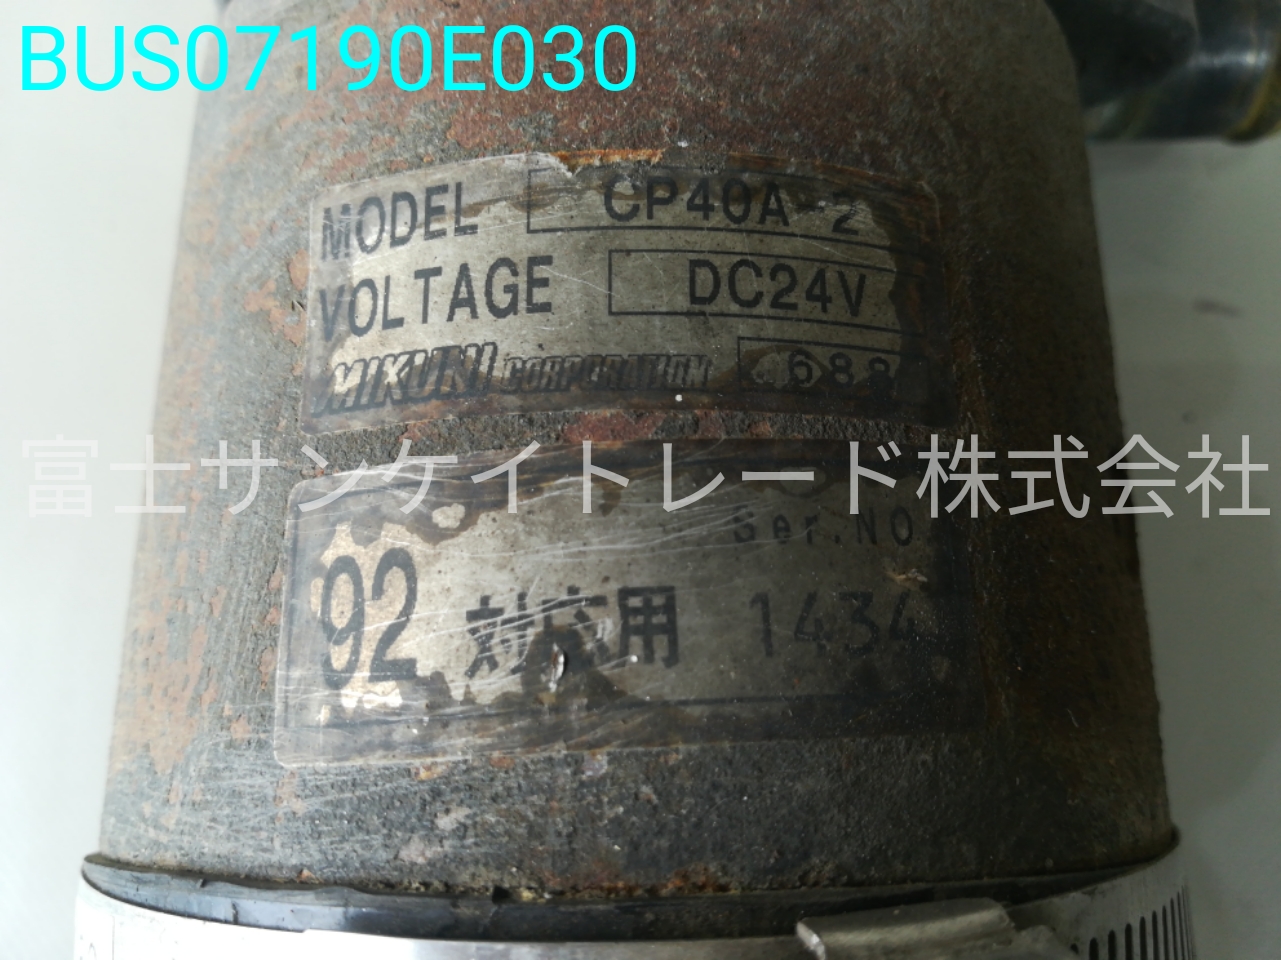 BUS07190E030
MODEL CP40A-2
VOLTAGE DC24V
MIKUNI CORPORATION 688
富士サンケイトレード株式会社
Ser.NO
92 対応用 1434